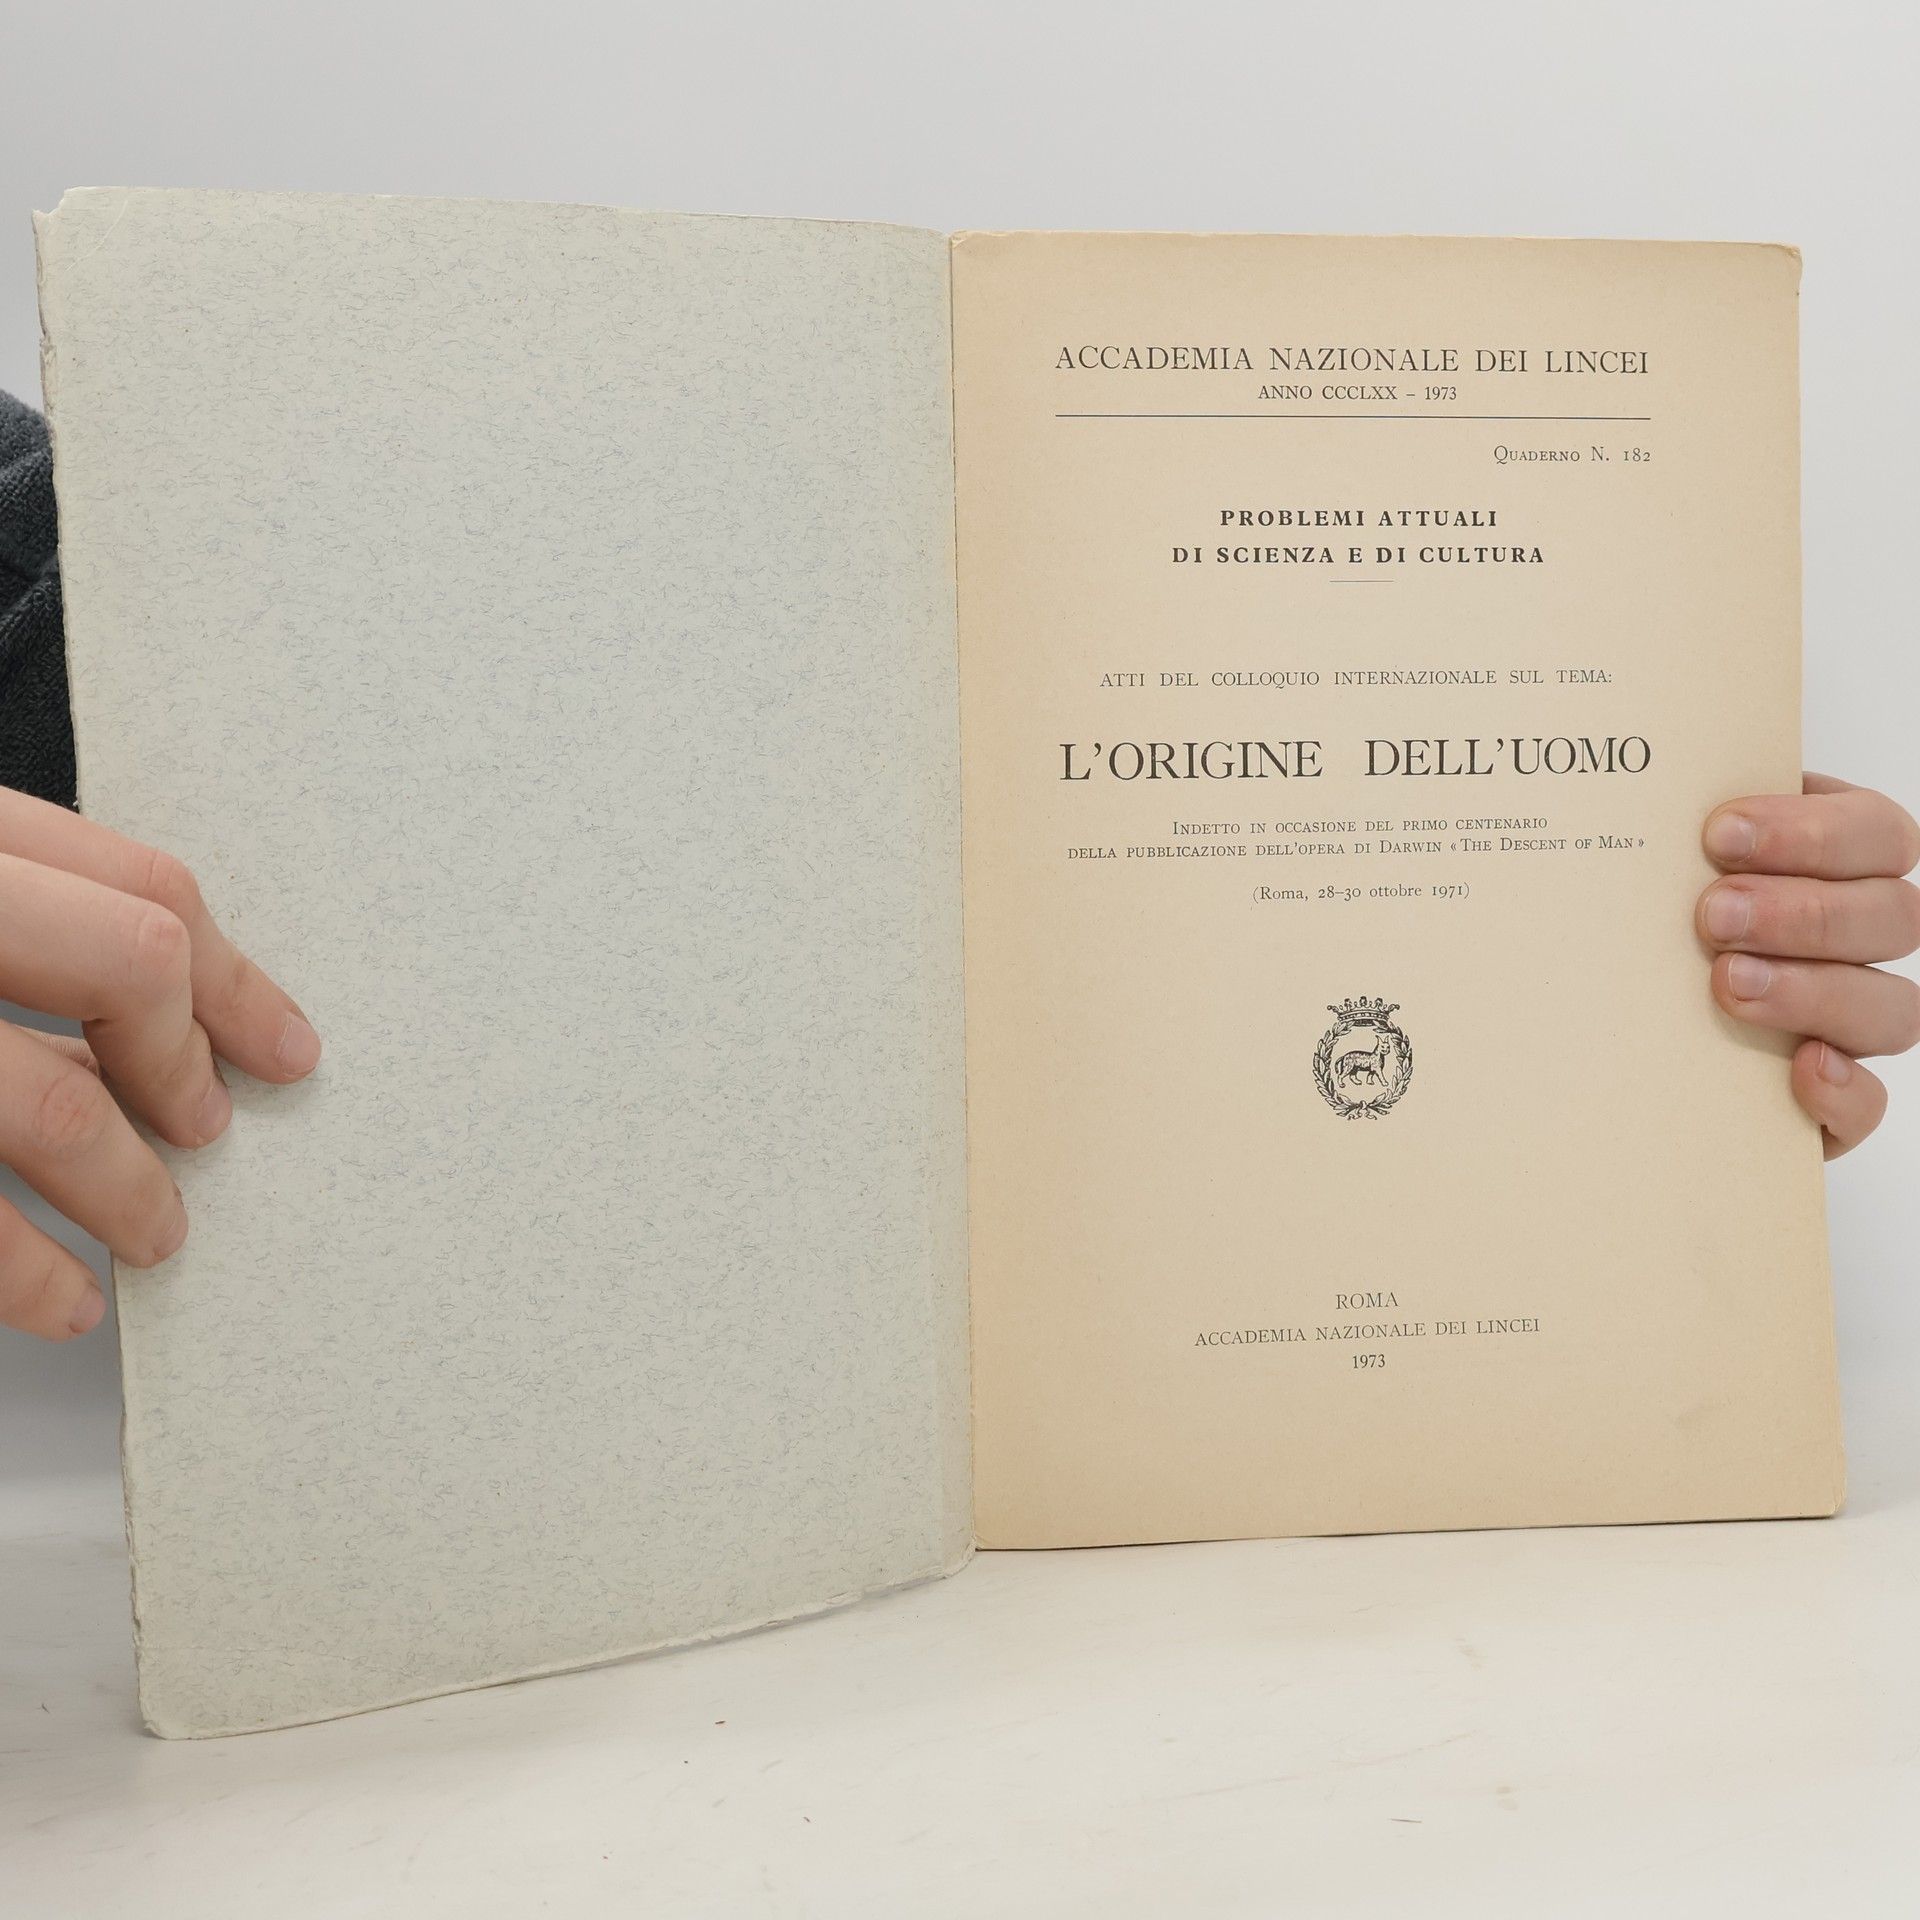 ACCADEMIA NAZIONALE DEI LINCEI
ANNO CCCLXX – 1973
QUADERNO N. 182
PROBLEMI ATTUALI
DI SCIENZA E DI CULTURA
ATTI DEL COLLOQUIO INTERNAZIONALE SUL TEMA:
L'ORIGINE DELL'UOMO
INDETTO IN OCCASIONE DEL PRIMO CENTENARIO
DELLA PUBBLICAZIONE DELL'OPERA DI DARWIN «THE DESCENT OF MAN»
(Roma, 28–30 ottobre 1971)
ROMA
ACCADEMIA NAZIONALE DEI LINCEI
1973